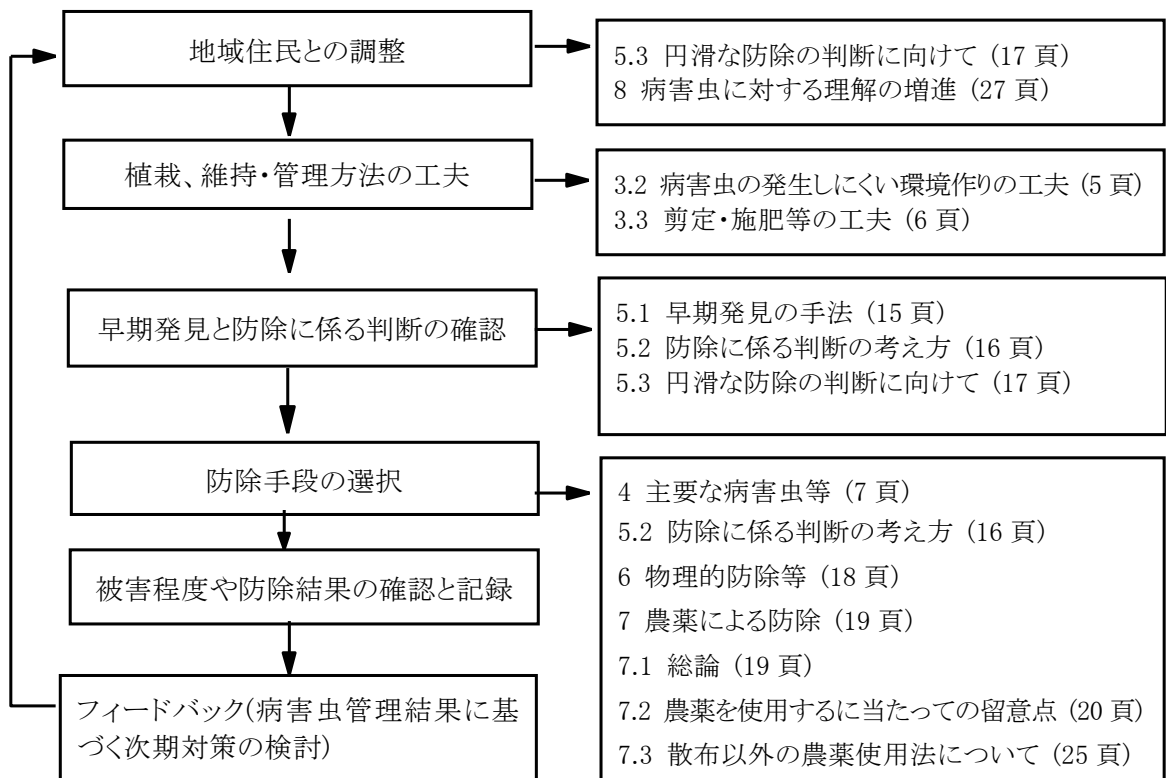 地域住民との調整
5.3 円滑な防除の判断に向けて (17 頁)
8 病害虫に対する理解の増進 (27 頁)
植栽、維持・管理方法の工夫
3.2 病害虫の発生しにくい環境作りの工夫 (5 頁)
3.3 剪定・施肥等の工夫 (6 頁)
早期発見と防除に係る判断の確認
5.1 早期発見の手法 (15 頁)
5.2 防除に係る判断の考え方 (16 頁)
5.3 円滑な防除の判断に向けて (17 頁)
防除手段の選択
4 主要な病害虫等 (7 頁)
5.2 防除に係る判断の考え方 (16 頁)
6 物理的防除等 (18 頁)
7 農薬による防除 (19 頁)
7.1 総論 (19 頁)
7.2 農薬を使用するに当たっての留意点 (20 頁)
7.3 散布以外の農薬使用法について (25 頁)
被害程度や防除結果の確認と記録
フィードバック(病害虫管理結果に基
づく次期対策の検討)